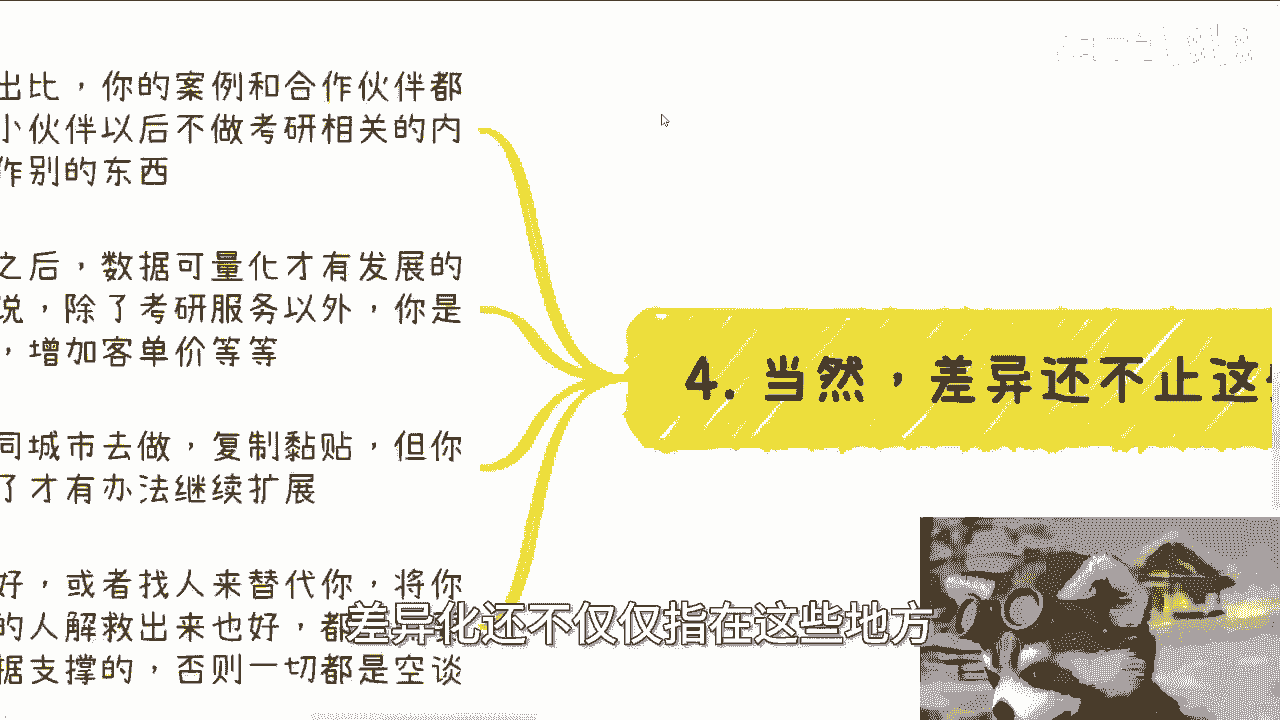 出比，你的案例和合作伙伴都
小伙伴以后不做考研相关的内
作别的东西
之后，数据可量化才有发展的
说，除了考研服务以外，你是
，增加客单价等等
同城市去做，复制黏贴，但你
了才有办法继续扩展
好，或者找人来替代你，将你
的人解救出来也好，都
据支撑的，否则一切都是空谈
4. 当然，差异还不止这
差异化还不仅仅指在这些地方